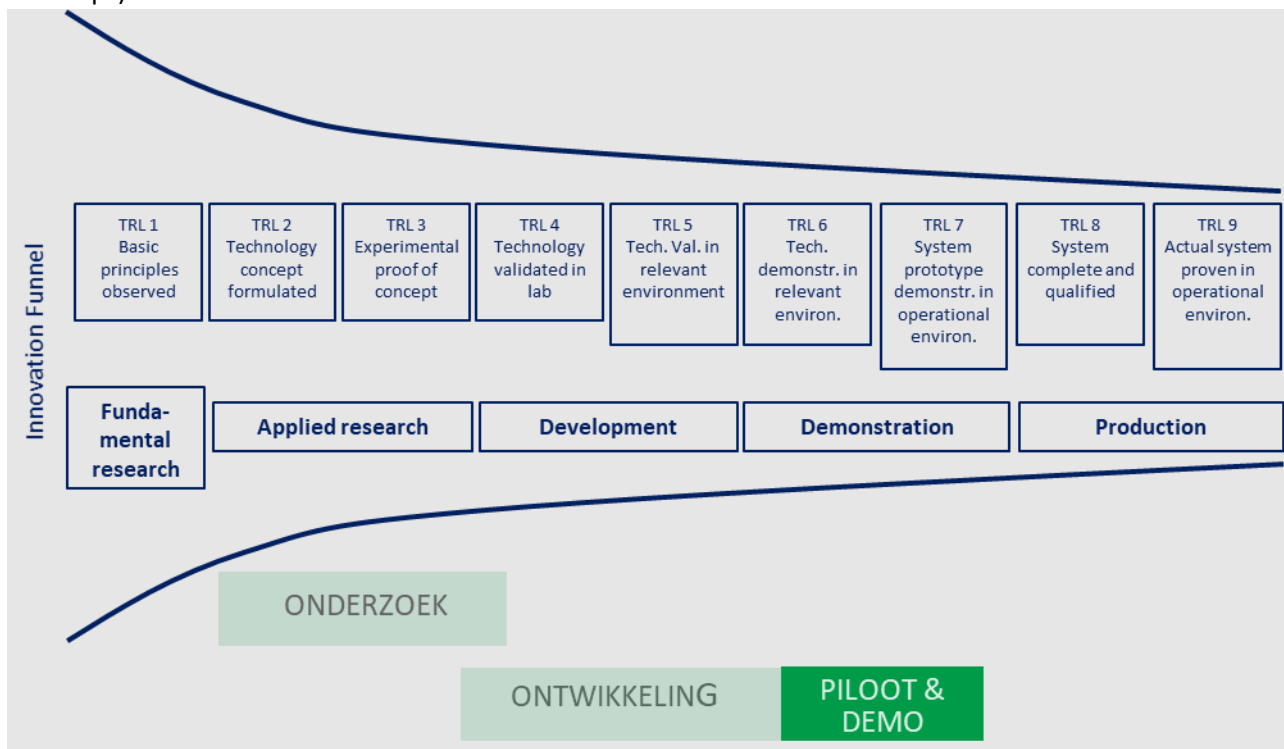 Innovation Funnel
TRL 1
Basic
principles
observed
TRL 2
Technology
concept
formulated
TRL 3
Experimental
proof of
concept
TRL 4
Technology
validated in
lab
TRL 5
Tech. Val. in
relevant
environment
TRL 6
Tech.
demonstr. in
relevant
environ.
TRL 7
System
prototype
demonstr. in
operational
environ.
TRL 8
System
complete and
qualified
TRL 9
Actual system
proven in
operational
environ.
Funda-
mental
research
Applied research
Development
Demonstration
Production
ONDERZOEK
ONTWIKKELING
PILOOT &
DEMO